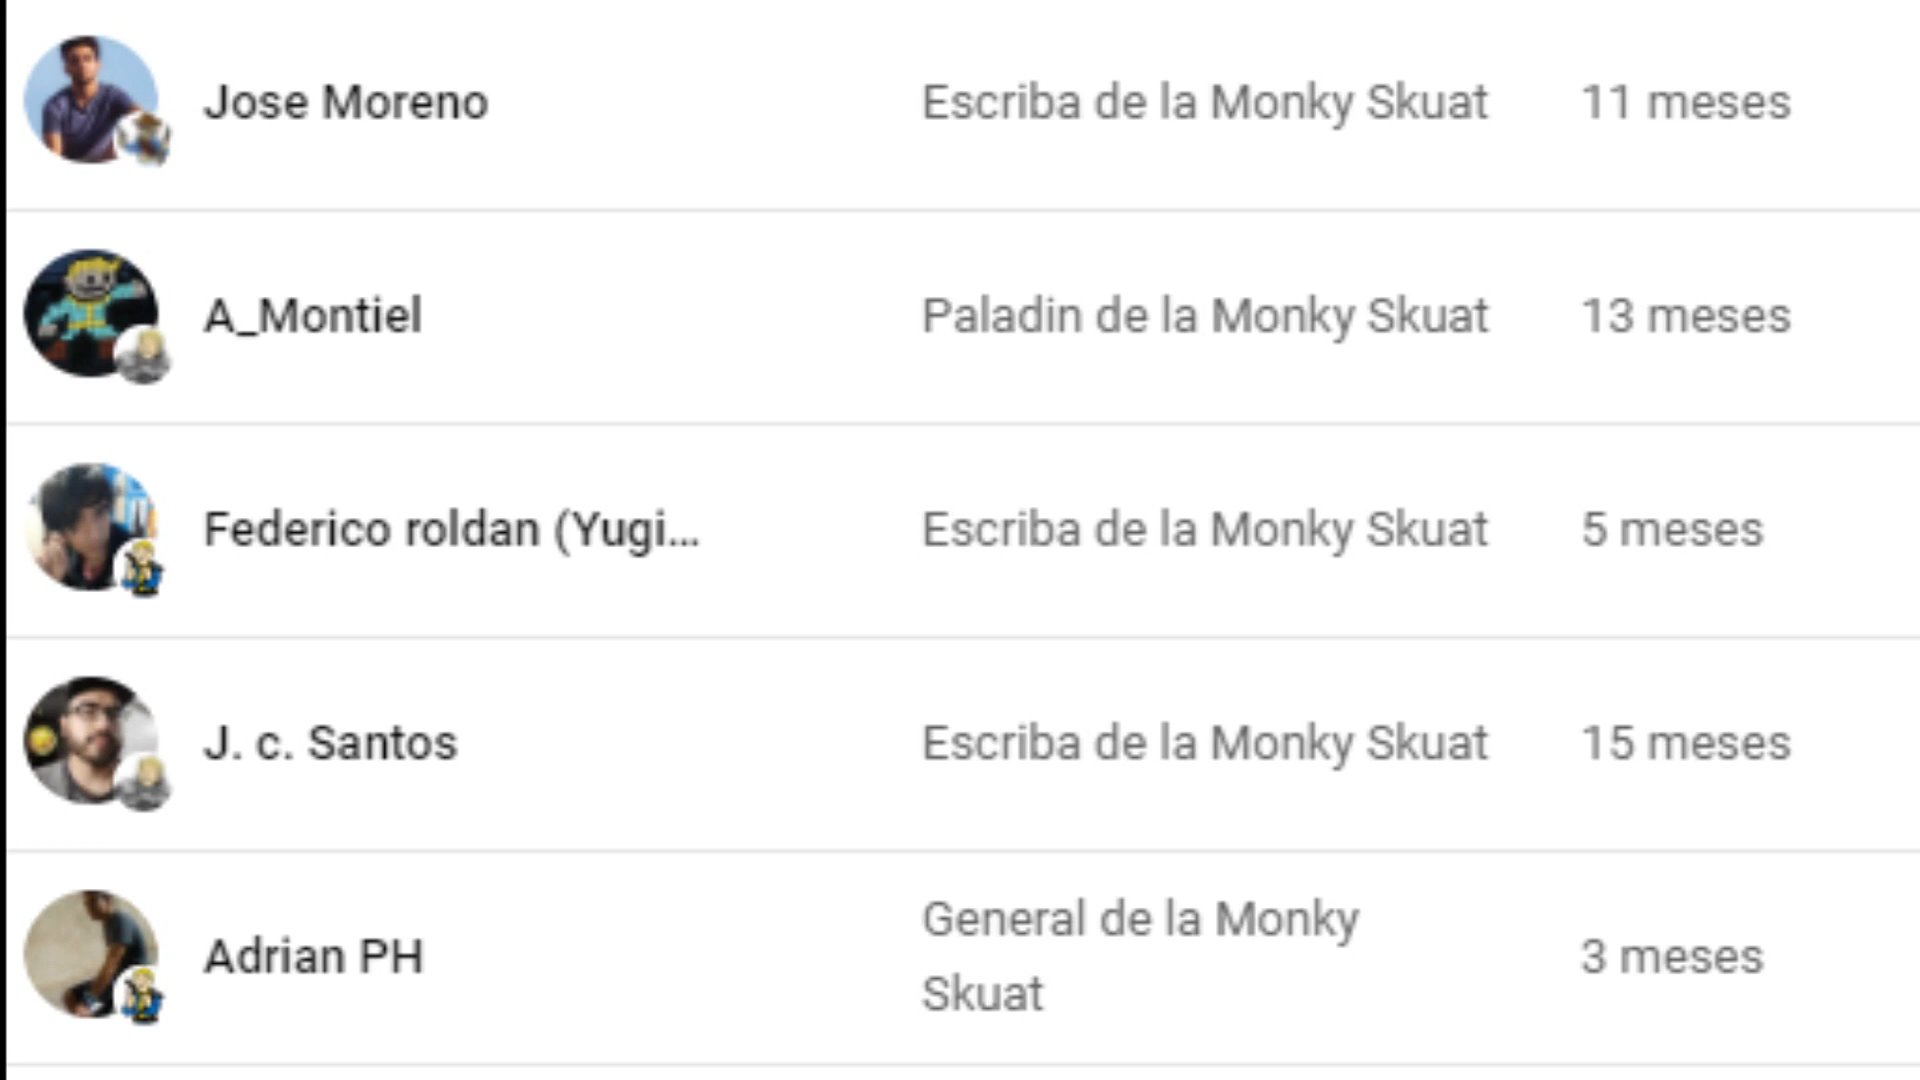 Jose Moreno Escriba de la Monky Skuat 11 meses
A_Montiel Paladin de la Monky Skuat 13 meses
Federico roldan (Yugi... Escriba de la Monky Skuat 5 meses
J. c. Santos Escriba de la Monky Skuat 15 meses
Adrian PH General de la Monky Skuat 3 meses